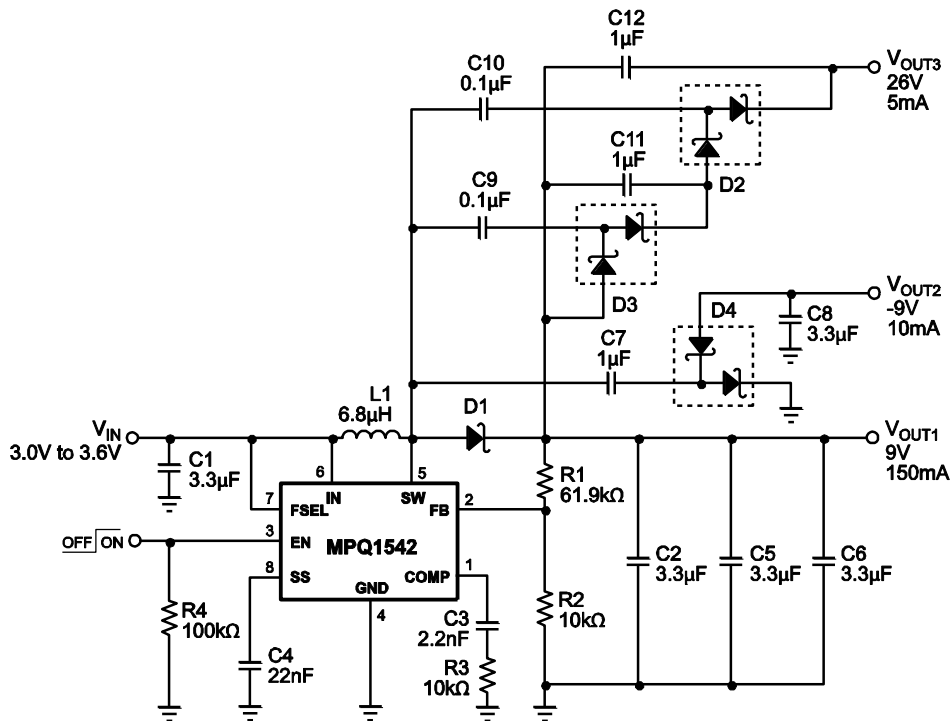 C12
1µF
VOUT3
26V
5mA
C10
0.1µF
C11
1µF
D2
C9
0.1µF
D3
VOUT2
-9V
10mA
C8
3.3µF
D4
C7
1µF
L1
6.8µH
D1
VIN
3.0V to 3.6V
VOUT1
9V
150mA
C1
3.3µF
6
5
IN
SW
R1
61.9kΩ
7
FSEL
FB
2
OFF ON
3
EN
MPQ1542
8
SS
COMP
1
GND
4
C2
3.3µF
C5
3.3µF
C6
3.3µF
R4
100kΩ
C4
22nF
C3
2.2nF
R3
10kΩ
R2
10kΩ